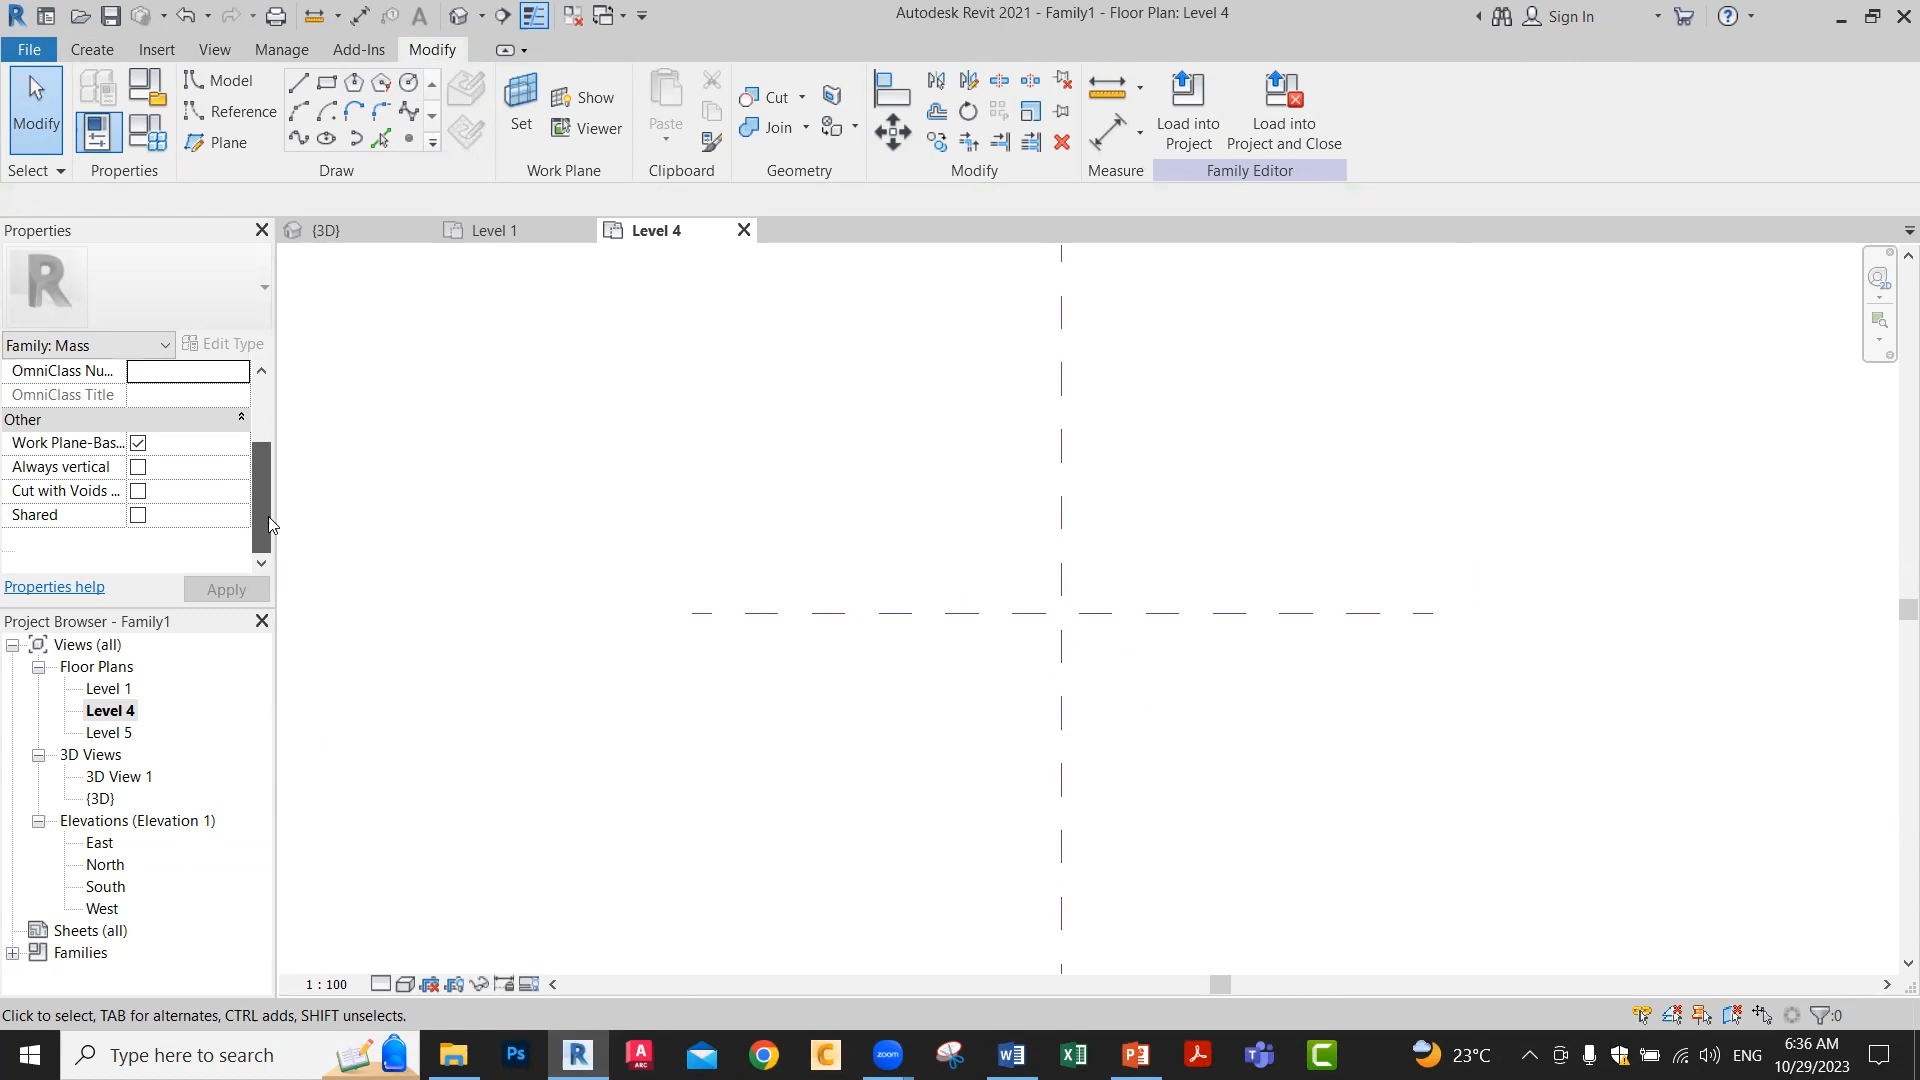 Autodesk Revit 2021 - Family1 - Floor Plan: Level 4
Sign In
File Create Insert View Manage Add-Ins Modify
Modify
Model
Reference
Plane
Set
Show
Viewer
Paste
Cut
Join
Load into
Project
Load into
Project and Close
Select Properties Draw Work Plane Clipboard Geometry Modify Measure Family Editor
Properties
{3D} Level 1 Level 4
R
Family: Mass Edit Type
OmniClass Nu...
OmniClass Title
Other
Work Plane-Bas...
Always vertical
Cut with Voids ...
Shared
Properties help Apply
Project Browser - Family1
Views (all)
Floor Plans
Level 1
Level 4
Level 5
3D Views
3D View 1
{3D}
Elevations (Elevation 1)
East
North
South
West
Sheets (all)
Families
2D
1 : 100
Click to select, TAB for alternates, CTRL adds, SHIFT unselects.
:0
Type here to search
Ps
R
A
ARC
C
zoom
23°C
ENG
6:36 AM
10/29/2023